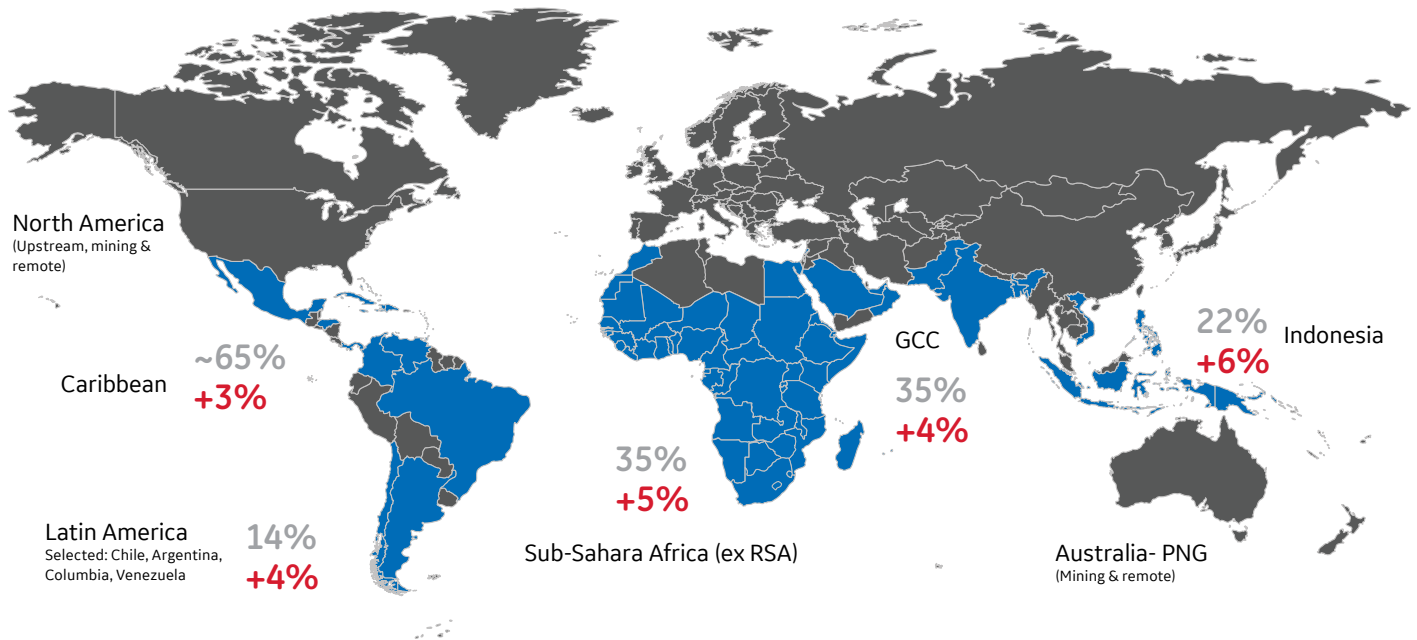 North America
(Upstream, mining &
remote)
~65%
Caribbean
+3%
Latin America
Selected: Chile, Argentina,
Columbia, Venezuela
14%
+4%
35%
+5%
Sub-Sahara Africa (ex RSA)
GCC
35%
+4%
22%
Indonesia
+6%
Australia- PNG
(Mining & remote)